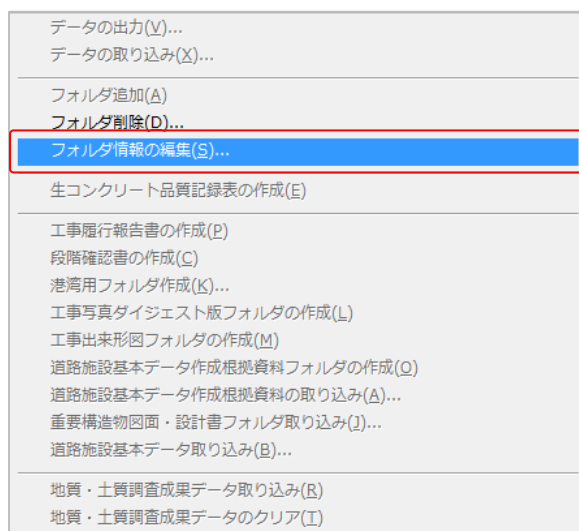 データの出力(V)...
データの取り込み(X)...
フォルダ追加(A)
フォルダ削除(D)...
フォルダ情報の編集(S)...
生コンクリート品質記録表の作成(E)
工事履行報告書の作成(P)
段階確認書の作成(C)
港湾用フォルダ作成(K)...
工事写真ダイジェスト版フォルダの作成(L)
工事出来形図フォルダの作成(M)
道路施設基本データ作成根拠資料フォルダの作成(O)
道路施設基本データ作成根拠資料の取り込み(A)...
重要構造物図面・設計書フォルダ取り込み(J)...
道路施設基本データ取り込み(B)...
地質・土質調査成果データ取り込み(R)
地質・土質調査成果データのクリア(T)